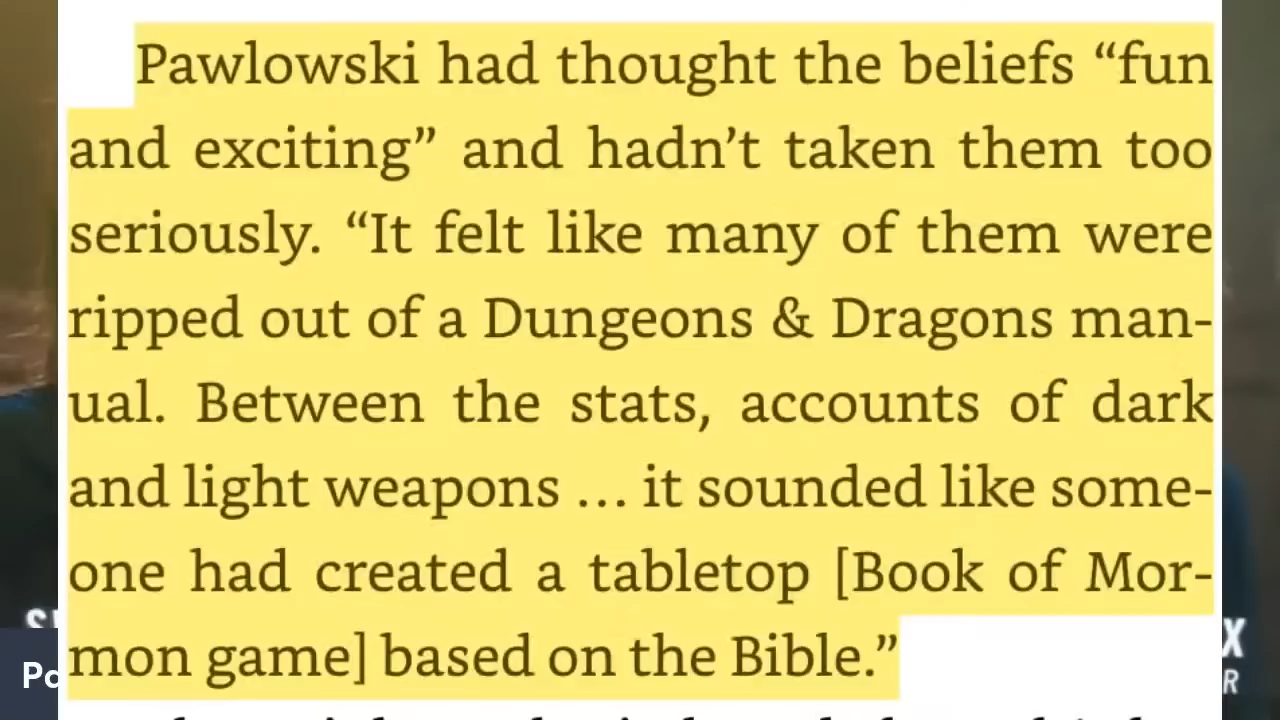 Pawlowski had thought the beliefs “fun
and exciting” and hadn’t taken them too
seriously. “It felt like many of them were
ripped out of a Dungeons & Dragons man-
ual. Between the stats, accounts of dark
and light weapons … it sounded like some-
one had created a tabletop [Book of Mor-
mon game] based on the Bible.”